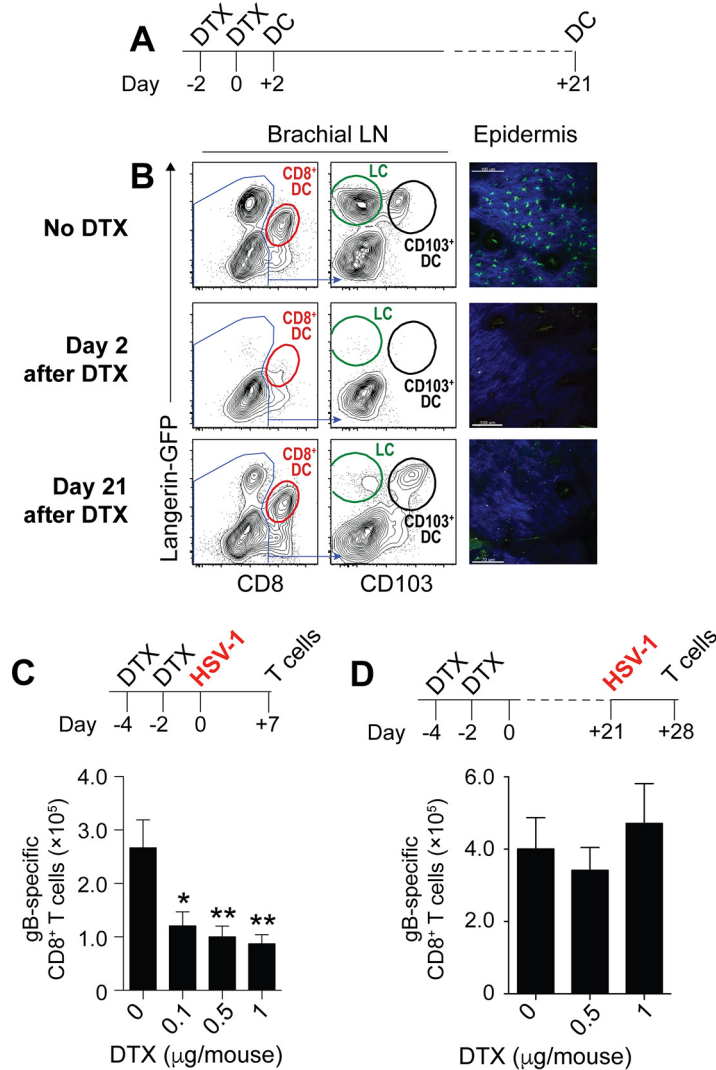 A
DTX DTX DC DC
Day -2 0 +2 +21
Brachial LN Epidermis
B
No DTX
CD8⁺ DC
LC
CD103⁺ DC
100 μm
Day 2 after DTX
CD8⁺ DC
LC
CD103⁺ DC
100 μm
Day 21 after DTX
CD8⁺ DC
LC
CD103⁺ DC
Langerin-GFP
CD8 CD103
C
DTX DTX HSV-1 T cells
Day -4 -2 0 +7
gB-specific
CD8⁺ T cells (×10⁵)
4.0
3.0
2.0
1.0
0
* ** **
0 0.1 0.5 1
DTX (μg/mouse)
D
DTX DTX HSV-1 T cells
Day -4 -2 0 +21 +28
gB-specific
CD8⁺ T cells (×10⁵)
6.0
4.0
2.0
0
0 0.5 1
DTX (μg/mouse)